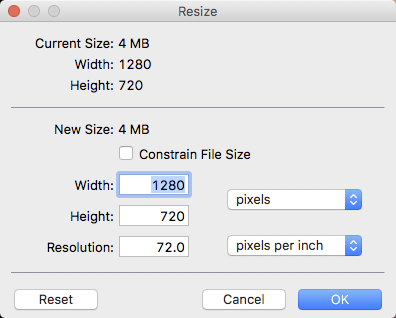 Resize
Current Size: 4 MB
Width: 1280
Height: 720
New Size: 4 MB
Constrain File Size
Width: 1280
pixels
Height: 720
Resolution: 72.0
pixels per inch
Reset
Cancel
OK